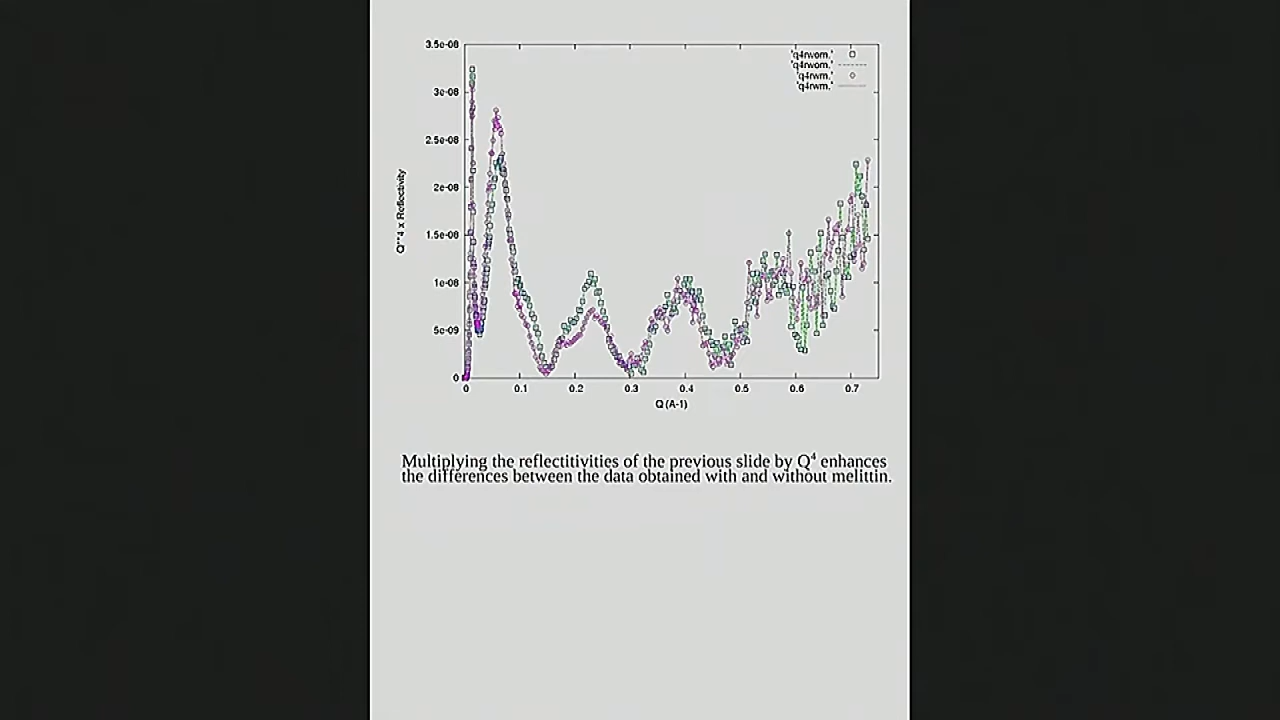 3.5e-08
'q4rwom.'
'q4rwom.'
'q4rwm.'
'q4rwm.'
3e-08
2.5e-08
2e-08
1.5e-08
1e-08
5e-09
0
Q**4 x Reflectivity
0 0.1 0.2 0.3 0.4 0.5 0.6 0.7
Q (A-1)
Multiplying the reflectitivities of the previous slide by Q⁴ enhances
the differences between the data obtained with and without melittin.